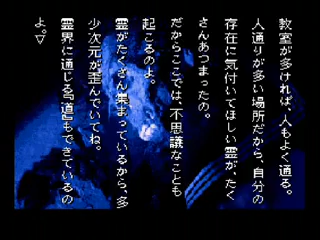 教室が多ければ、人もよく通る。
人通りが多い場所だから、自分の
存在に気付いてほしい霊が、たく
さんあつまったの。
だからここでは、不思議なことも
起こるのよ。
霊がたくさん集まっているから、多
少次元が歪んでいてね。
霊界に通じる『道』もできているの
よ。▽